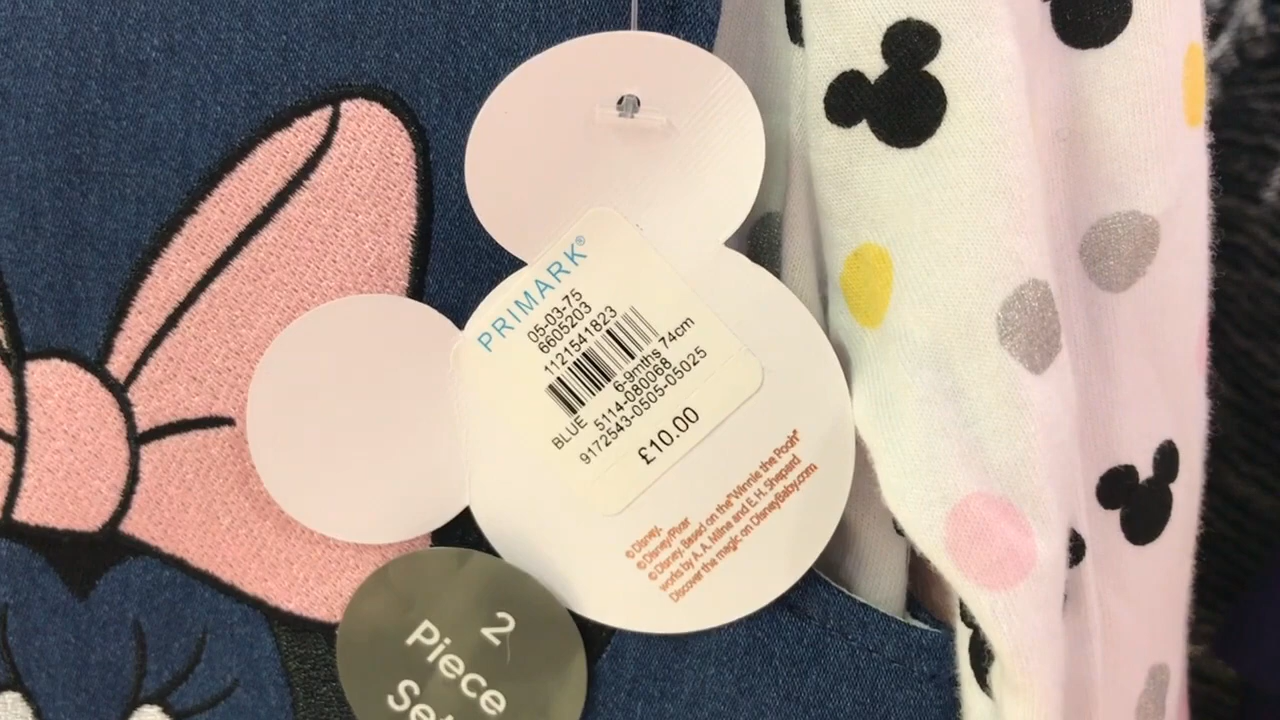 PRIMARK®
05-03-75
6605203
1121541823
6-9mths 74cm
BLUE 5114-080068
9172543-0505-05025
£10.00
© Disney.
© Disney/Pixar
© Disney. Based on the "Winnie the Pooh"
works by A. A. Milne and E. H. Shepard
Discover the magic on DisneyBaby.com
2
Piece
Set